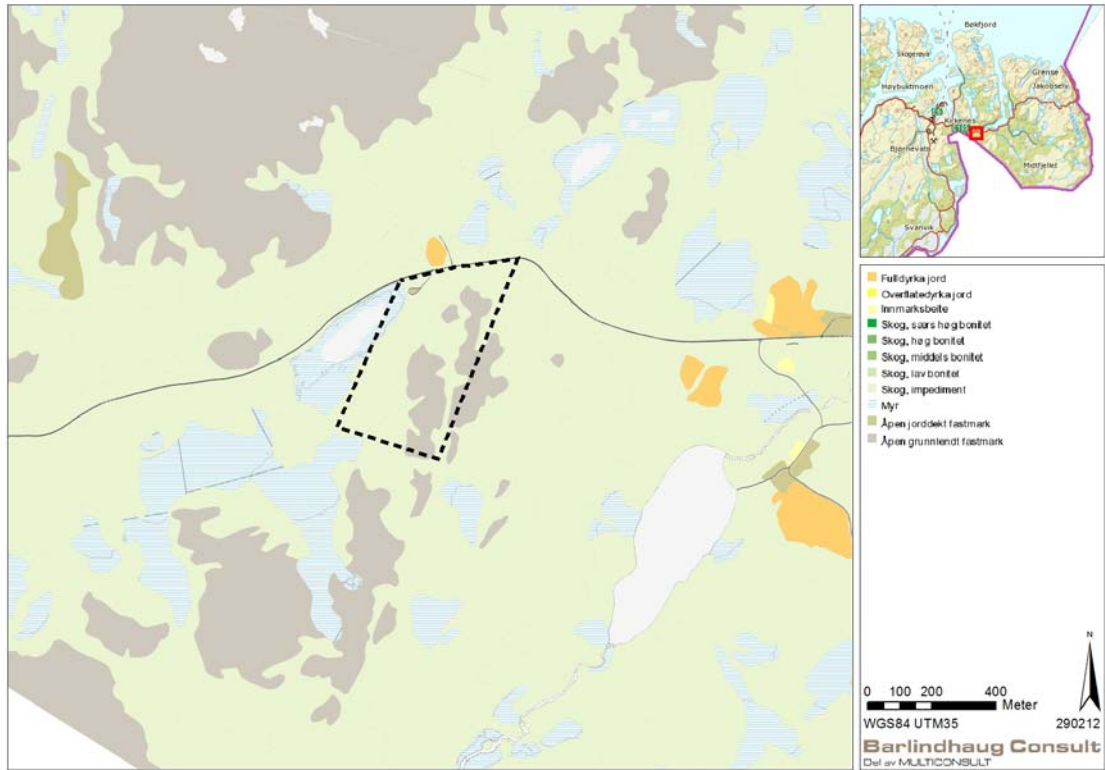 Bøkfjord
Skogerøya
Grense
Jakobselv
Høybuktmoen
Kirkenes
Bjørnevatn
Midtfjellet
Svanvik
Fulldyrka jord
Overflatedyrka jord
Innmarksbeite
Skog, særs høg bonitet
Skog, høg bonitet
Skog, middels bonitet
Skog, lav bonitet
Skog, impediment
Myr
Åpen jorddekt fastmark
Åpen grunnlendt fastmark
N
0 100 200 400
Meter
WGS84 UTM35 290212
Barlindhaug Consult
Del av MULTICONSULT